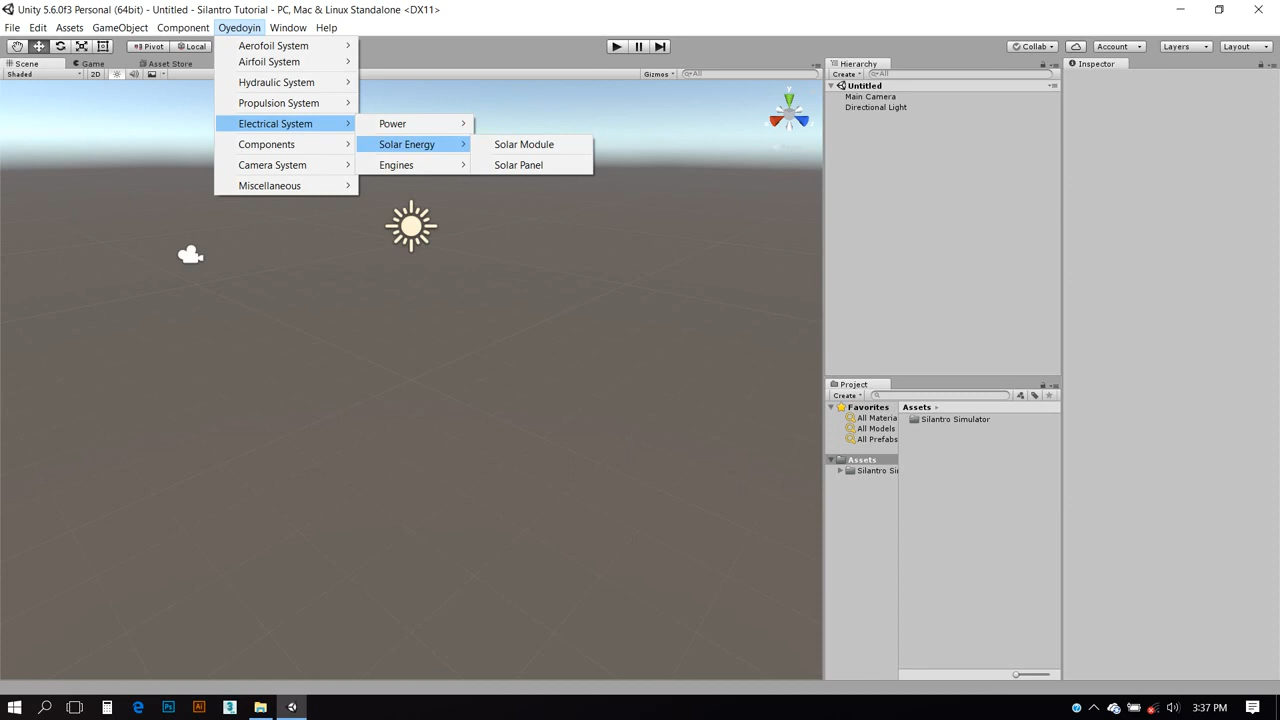 Unity 5.6.0f3 Personal (64bit) - Untitled - Silantro Tutorial - PC, Mac & Linux Standalone <DX11>
File Edit Assets GameObject Component Oyedoyin Window Help
Pivot Local Collab Account Layers Layout
Scene Game Asset Store Hierarchy Inspector
Shaded 2D Gizmos All Create All
Aerofoil System
Airfoil System
Hydraulic System
Propulsion System
Electrical System
Components
Camera System
Miscellaneous
Power
Solar Energy
Engines
Solar Module
Solar Panel
y
Untitled
Main Camera
Directional Light
Project
Create
Favorites
All Materia
All Models
All Prefabs
Assets
Silantro Si
Assets
Silantro Simulator
3:37 PM